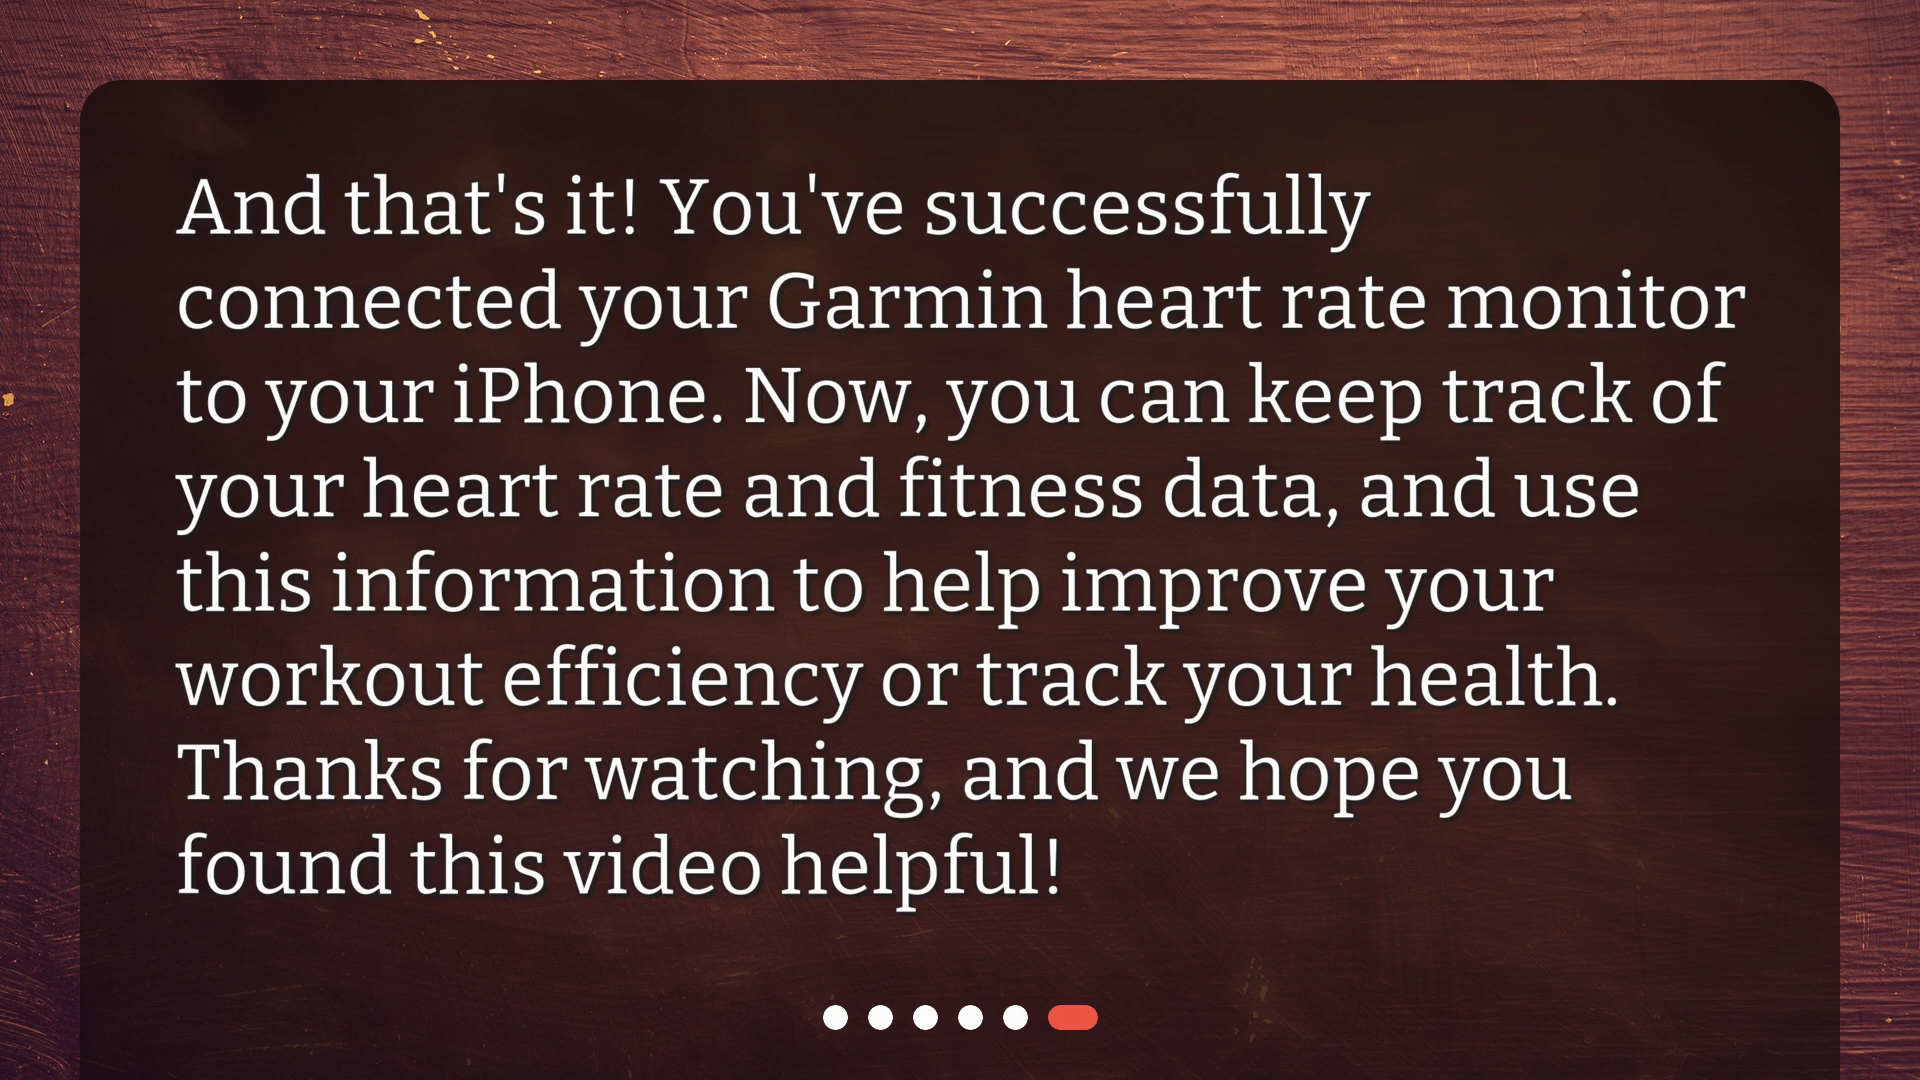 And that's it! You've successfully
connected your Garmin heart rate monitor
to your iPhone. Now, you can keep track of
your heart rate and fitness data, and use
this information to help improve your
workout efficiency or track your health.
Thanks for watching, and we hope you
found this video helpful!